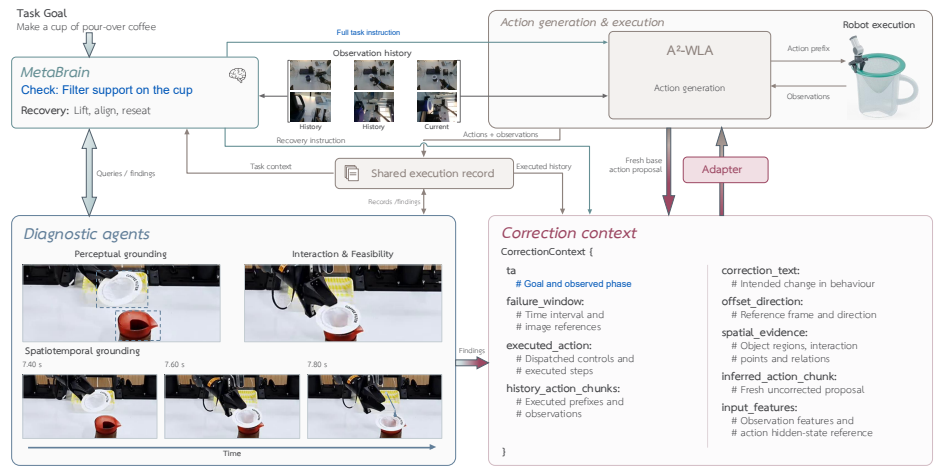 Task Goal
Make a cup of pour-over coffee
MetaBrain
Check: Filter support on the cup
Recovery: Lift, align, reseat
Full task instruction
Observation history
History
History
Current
Action generation & execution
A²-WLA
Action generation
Action prefix
Observations
Robot execution
Actions + observations
Recovery instruction
Task context
Shared execution record
Executed history
Queries / findings
Records /findings
Fresh base
action proposal
Adapter
Diagnostic agents
Perceptual grounding
Interaction & Feasibility
Spatiotemporal grounding
7.40 s
7.60 s
7.80 s
Time
Findings
Correction context
CorrectionContext {
ta
# Goal and observed phase
failure_window:
# Time interval and
# image references
executed_action:
# Dispatched controls and
# executed steps
history_action_chunks:
# Executed prefixes and
# observations
}
correction_text:
# Intended change in behaviour
offset_direction:
# Reference frame and direction
spatial_evidence:
# Object regions, interaction
# points and relations
inferred_action_chunk:
# Fresh uncorrected proposal
input_features:
# Observation features and
# action hidden-state reference